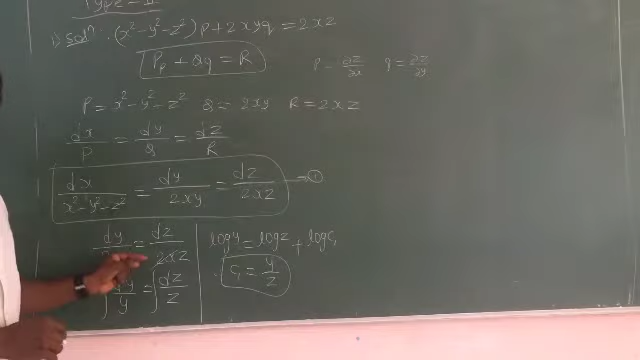 Type - II
1) Soln. (x² - y² - z²) p + 2xyq = 2xz
Pp + Qq = R
p = ∂z/∂x q = ∂z/∂y
P = x² - y² - z² Q = 2xy R = 2xz
dx/P = dy/Q = dz/R
dx/(x² - y² - z²) = dy/2xy = dz/2xz → ①
dy/ = dz/2xz
∫ dy/y = ∫ dz/z
log y = log z + log c₁
c₁ = y/z